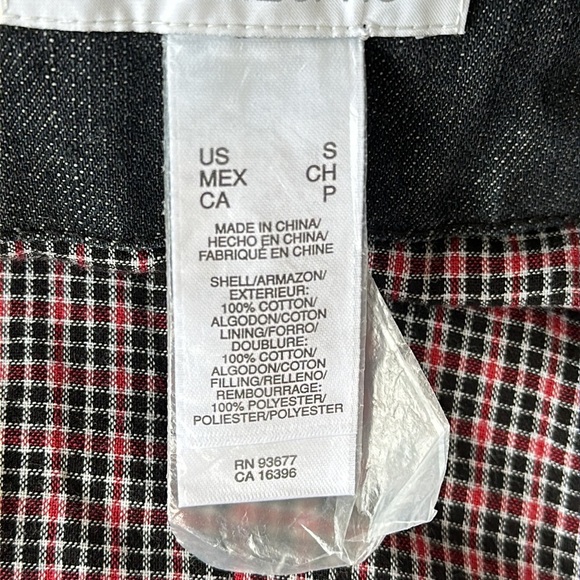 US S
MEX CH
CA P
MADE IN CHINA/
HECHO EN CHINA/
FABRIQUÉ EN CHINE
SHELL/ARMAZON/
EXTERIEUR:
100% COTTON/
ALGODON/COTON
LINING/FORRO/
DOUBLURE:
100% COTTON/
ALGODON/COTON
FILLING/RELLENO/
REMBOURRAGE:
100% POLYESTER/
POLIESTER/POLYESTER
RN 93677
CA 16396